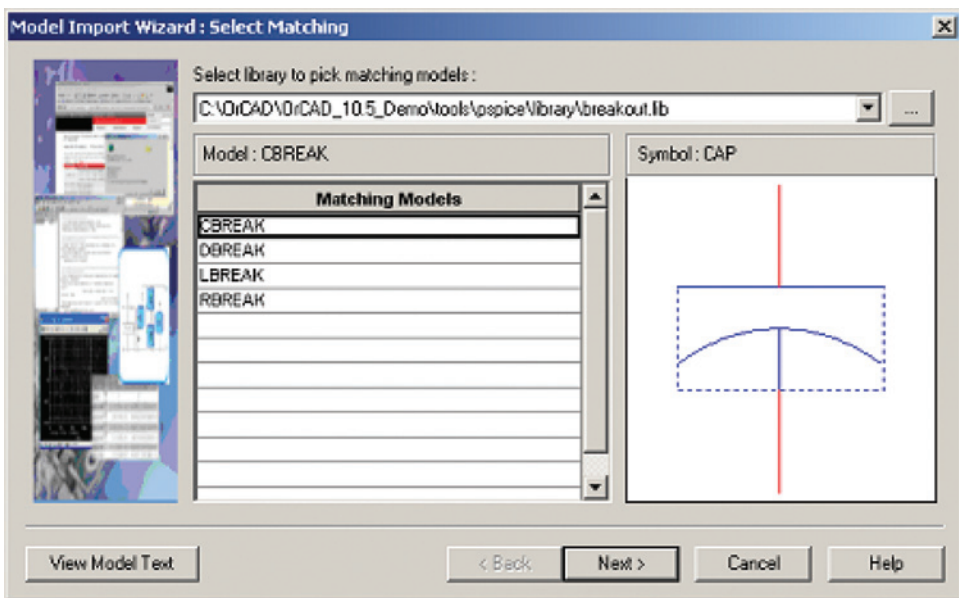 Model Import Wizard : Select Matching
Select library to pick matching models :
C:\OrCAD\OrCAD_10.5_Demo\tools\pspice\library\breakout.lib
...
Model : CBREAK
Symbol : CAP
Matching Models
CBREAK
DBREAK
LBREAK
RBREAK
View Model Text
< Back
Next >
Cancel
Help